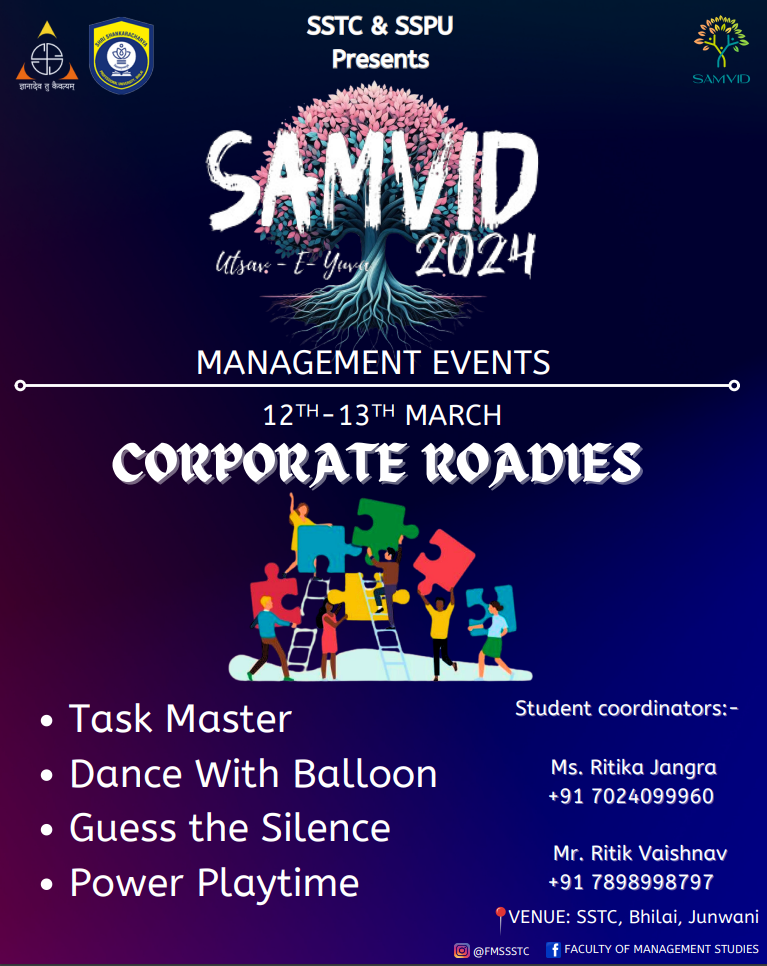 SSTC & SSPU
Presents
ज्ञानादेव तु कैवल्यम्
SHRI SHANKARACHARYA
SAMVID
SAMVID
2024
Utsav - E- Yuva
MANAGEMENT EVENTS
12TH-13TH MARCH
CORPORATE ROADIES
• Task Master
• Dance With Balloon
• Guess the Silence
• Power Playtime
Student coordinators:-
Ms. Ritika Jangra
+91 7024099960
Mr. Ritik Vaishnav
+91 7898998797
VENUE: SSTC, Bhilai, Junwani
@FMSSSTC
FACULTY OF MANAGEMENT STUDIES